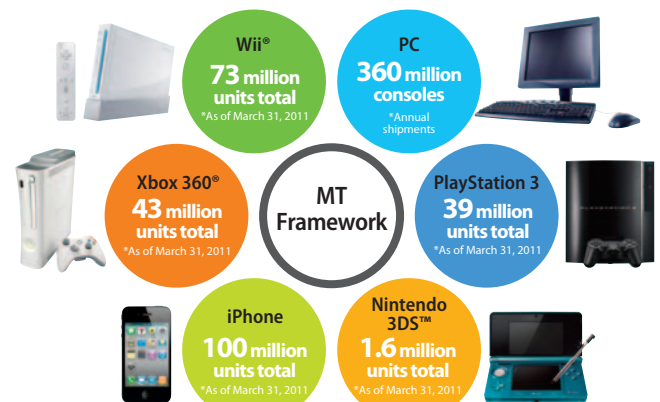 Wii®
73 million
units total
*As of March 31, 2011
PC
360 million
consoles
*Annual
shipments
Xbox 360®
43 million
units total
*As of March 31, 2011
MT
Framework
PlayStation 3
39 million
units total
*As of March 31, 2011
iPhone
100 million
units total
*As of March 31, 2011
Nintendo
3DS™
1.6 million
units total
*As of March 31, 2011